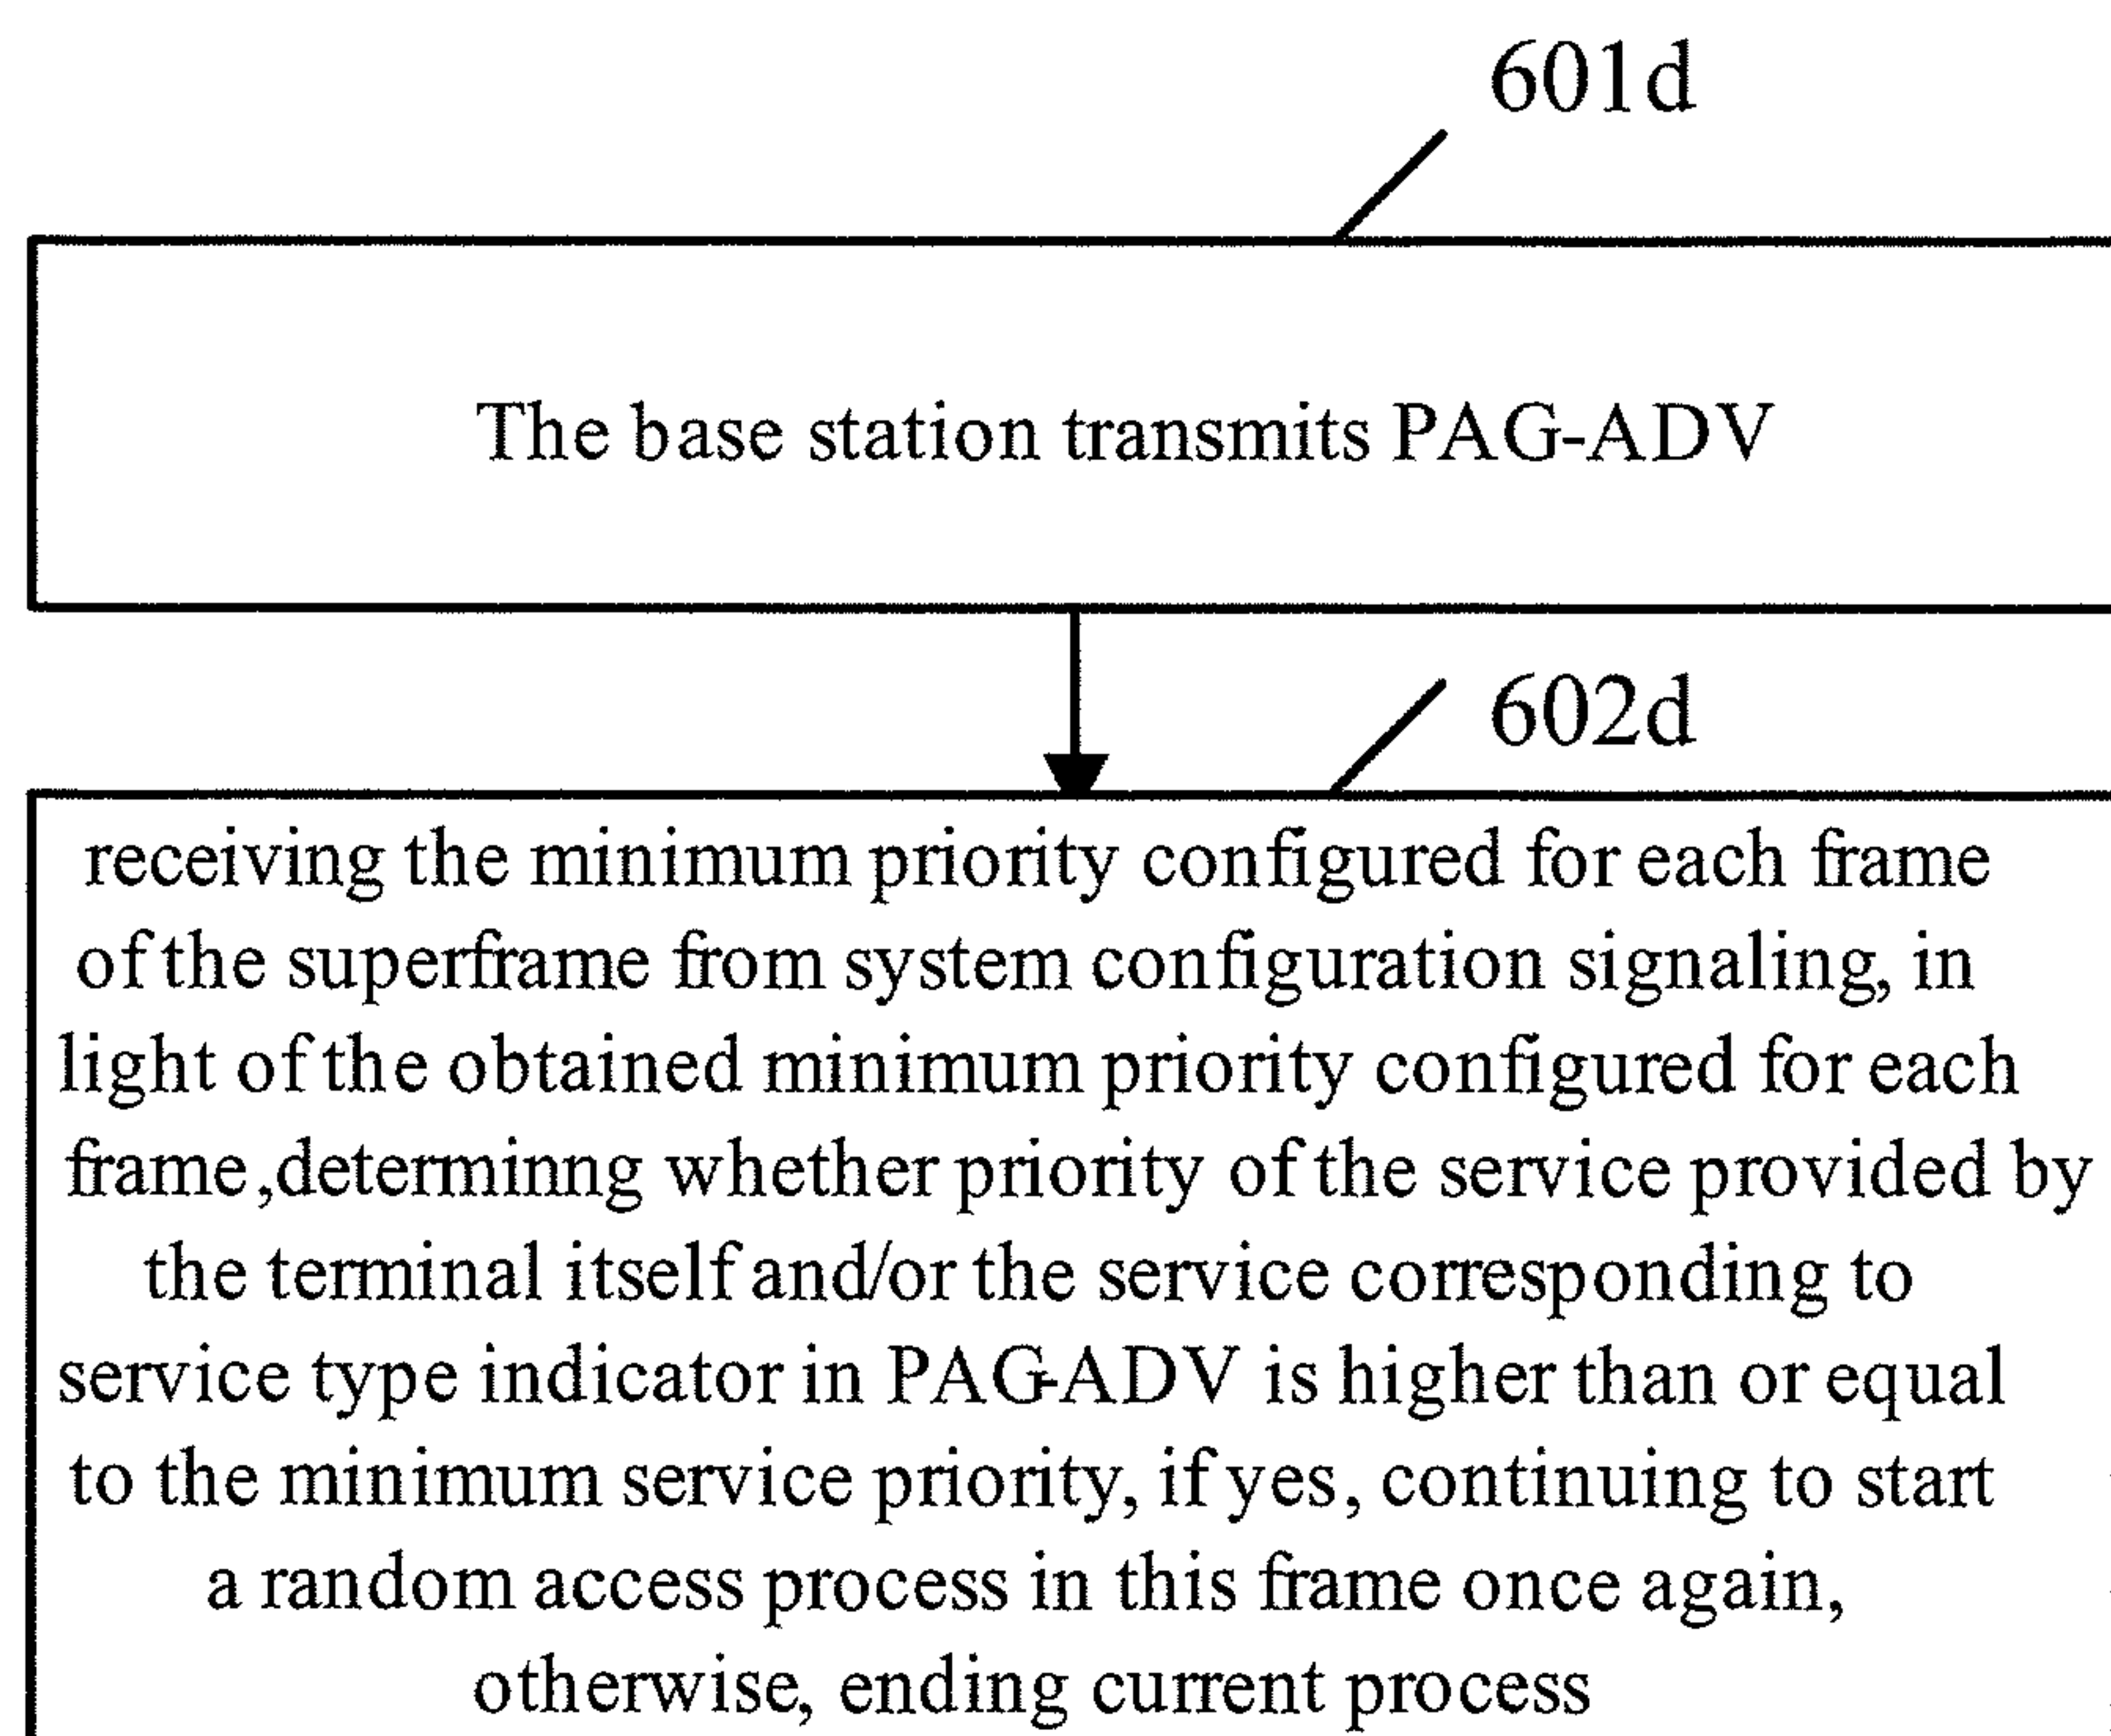 601d
The base station transmits PAG-ADV
602d
receiving the minimum priority configured for each frame
of the superframe from system configuration signaling, in
light of the obtained minimum priority configured for each
frame,determinng whether priority of the service provided by
the terminal itself and/or the service corresponding to
service type indicator in PAG-ADV is higher than or equal
to the minimum service priority, if yes, continuing to start
a random access process in this frame once again,
otherwise, ending current process